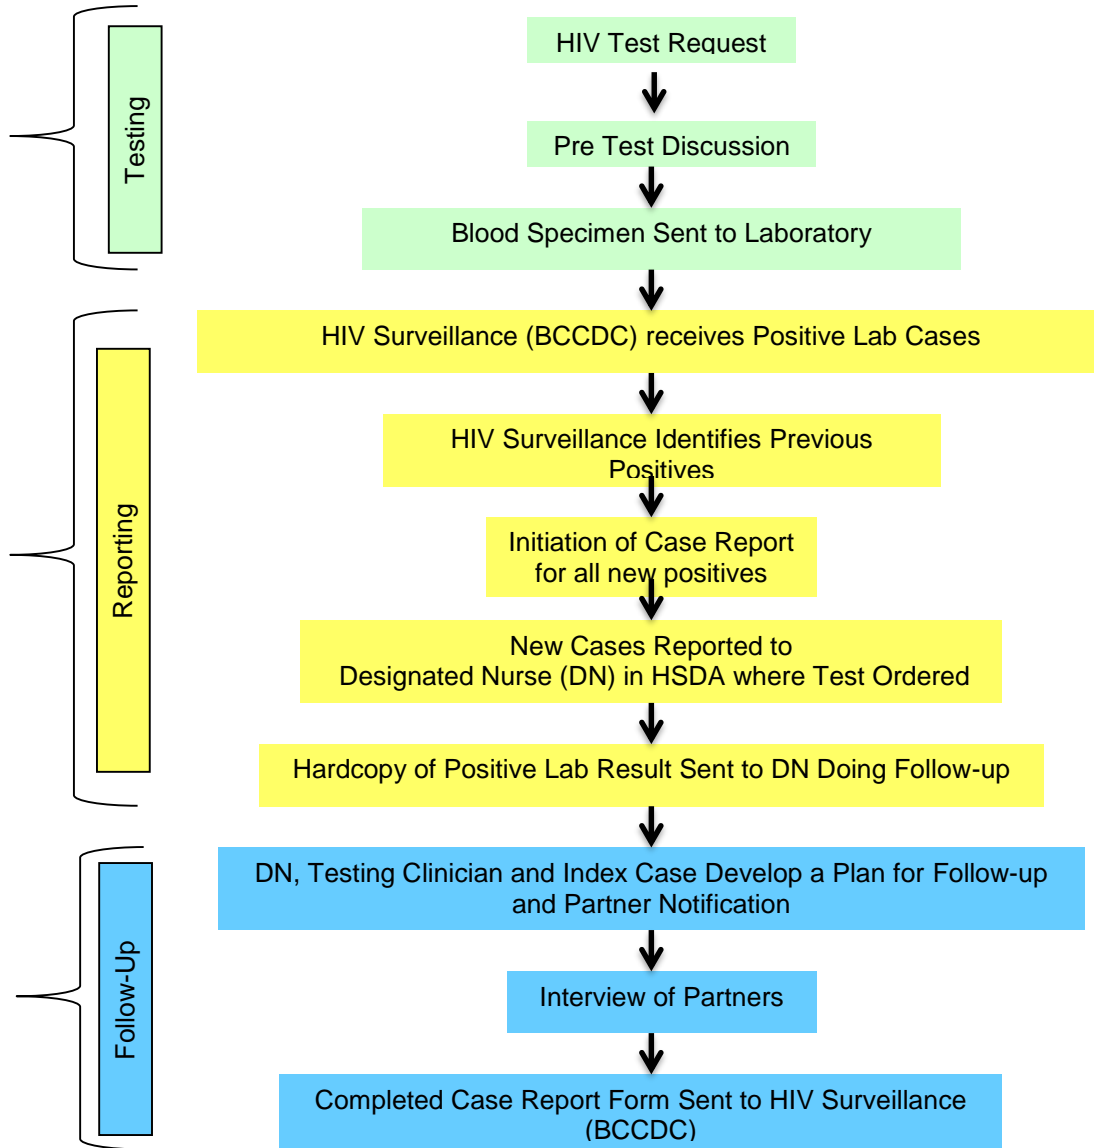 Testing
HIV Test Request
Pre Test Discussion
Blood Specimen Sent to Laboratory
Reporting
HIV Surveillance (BCCDC) receives Positive Lab Cases
HIV Surveillance Identifies Previous
Positives
Initiation of Case Report
for all new positives
New Cases Reported to
Designated Nurse (DN) in HSDA where Test Ordered
Hardcopy of Positive Lab Result Sent to DN Doing Follow-up
Follow-Up
DN, Testing Clinician and Index Case Develop a Plan for Follow-up
and Partner Notification
Interview of Partners
Completed Case Report Form Sent to HIV Surveillance
(BCCDC)